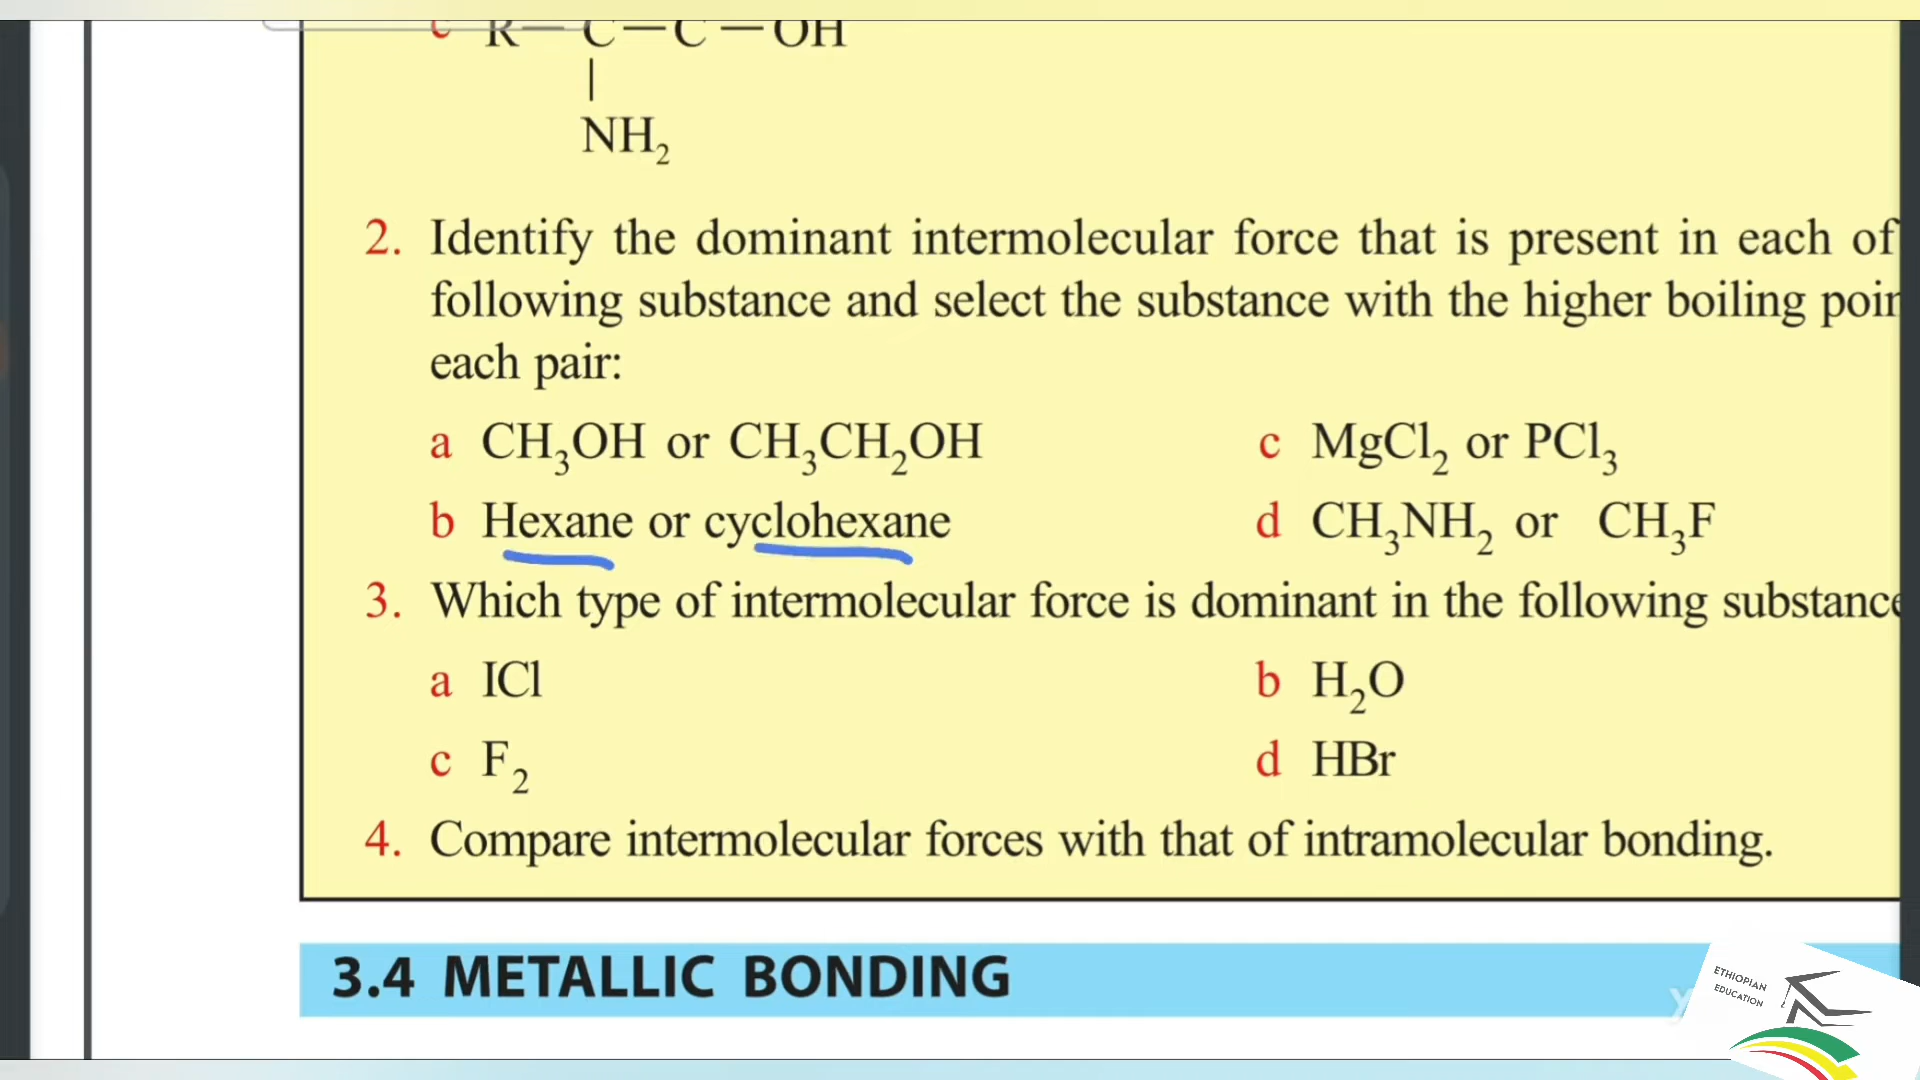 c R — C — C — OH
|
NH₂
2. Identify the dominant intermolecular force that is present in each of
following substance and select the substance with the higher boiling
each pair:
a CH₃OH or CH₃CH₂OH c MgCl₂ or PCl₃
b Hexane or cyclohexane d CH₃NH₂ or CH₃F
3. Which type of intermolecular force is dominant in the following
a ICl b H₂O
c F₂ d HBr
4. Compare intermolecular forces with that of intramolecular bonding.
3.4 METALLIC BONDING
ETHIOPIAN
EDUCATION